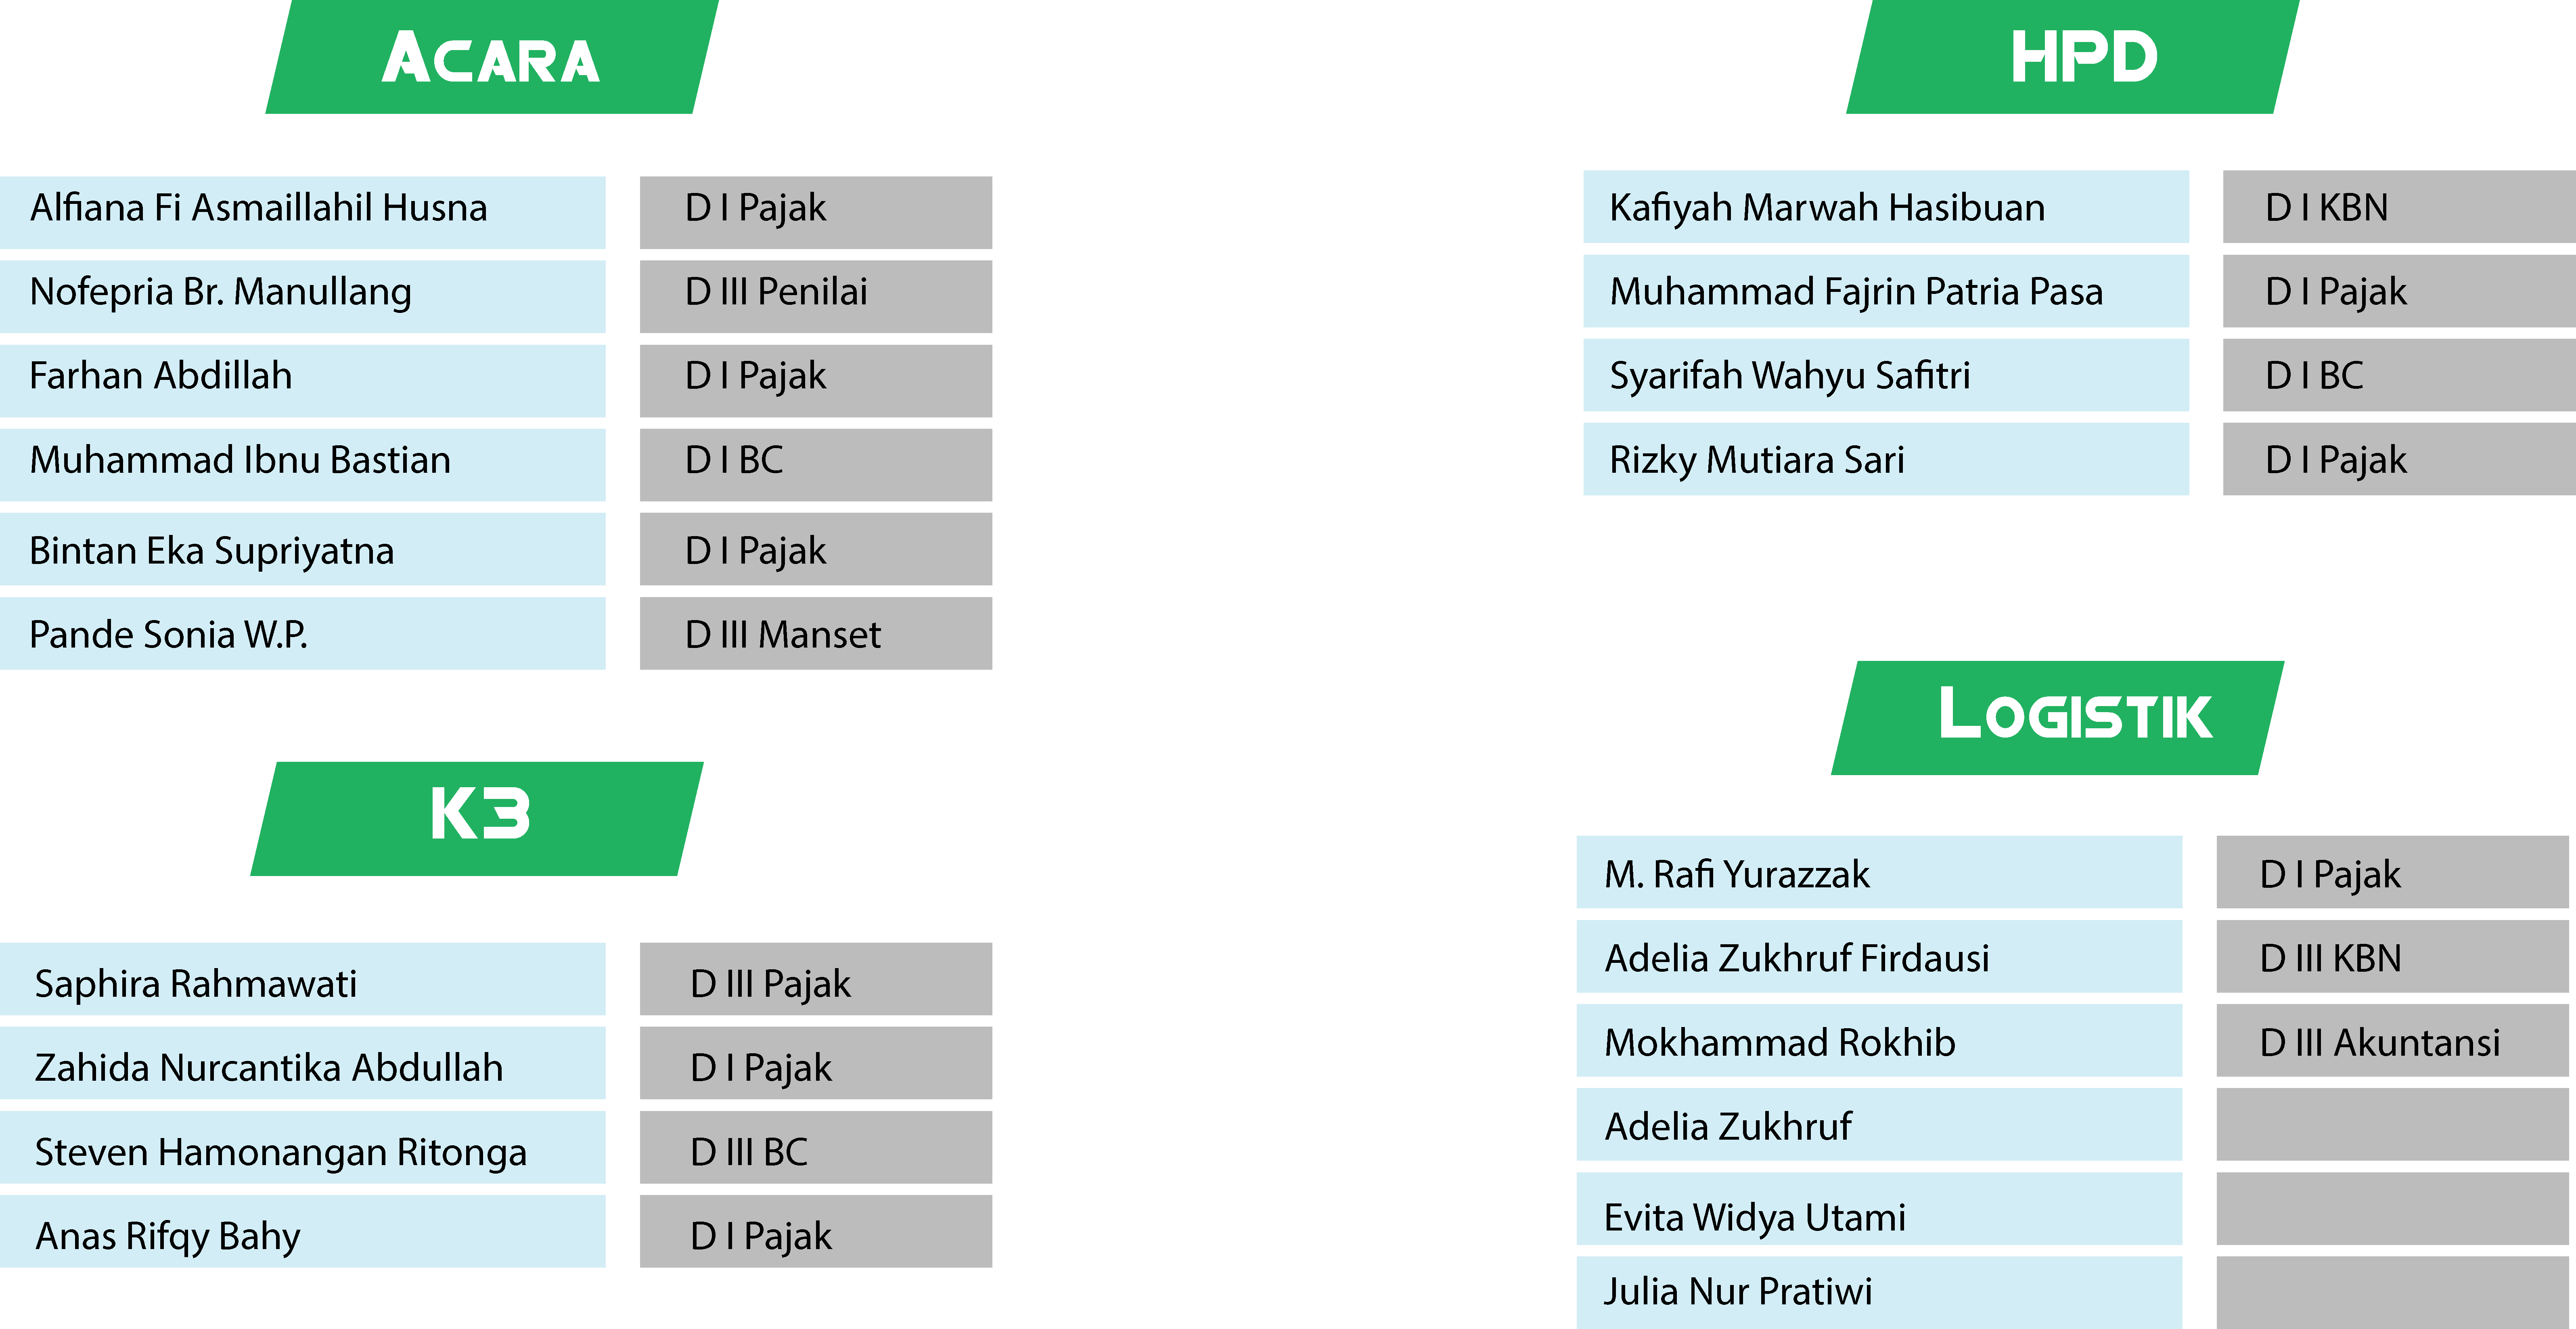 Acara
Alfiana Fi Asmaillahil Husna D I Pajak
Nofepria Br. Manullang D III Penilai
Farhan Abdillah D I Pajak
Muhammad Ibnu Bastian D I BC
Bintan Eka Supriyatna D I Pajak
Pande Sonia W.P. D III Manset
K3
Saphira Rahmawati D III Pajak
Zahida Nurcantika Abdullah D I Pajak
Steven Hamonangan Ritonga D III BC
Anas Rifqy Bahy D I Pajak
HPD
Kafiyah Marwah Hasibuan D I KBN
Muhammad Fajrin Patria Pasa D I Pajak
Syarifah Wahyu Safitri D I BC
Rizky Mutiara Sari D I Pajak
Logistik
M. Rafi Yurazzak D I Pajak
Adelia Zukhruf Firdausi D III KBN
Mokhammad Rokhib D III Akuntansi
Adelia Zukhruf
Evita Widya Utami
Julia Nur Pratiwi